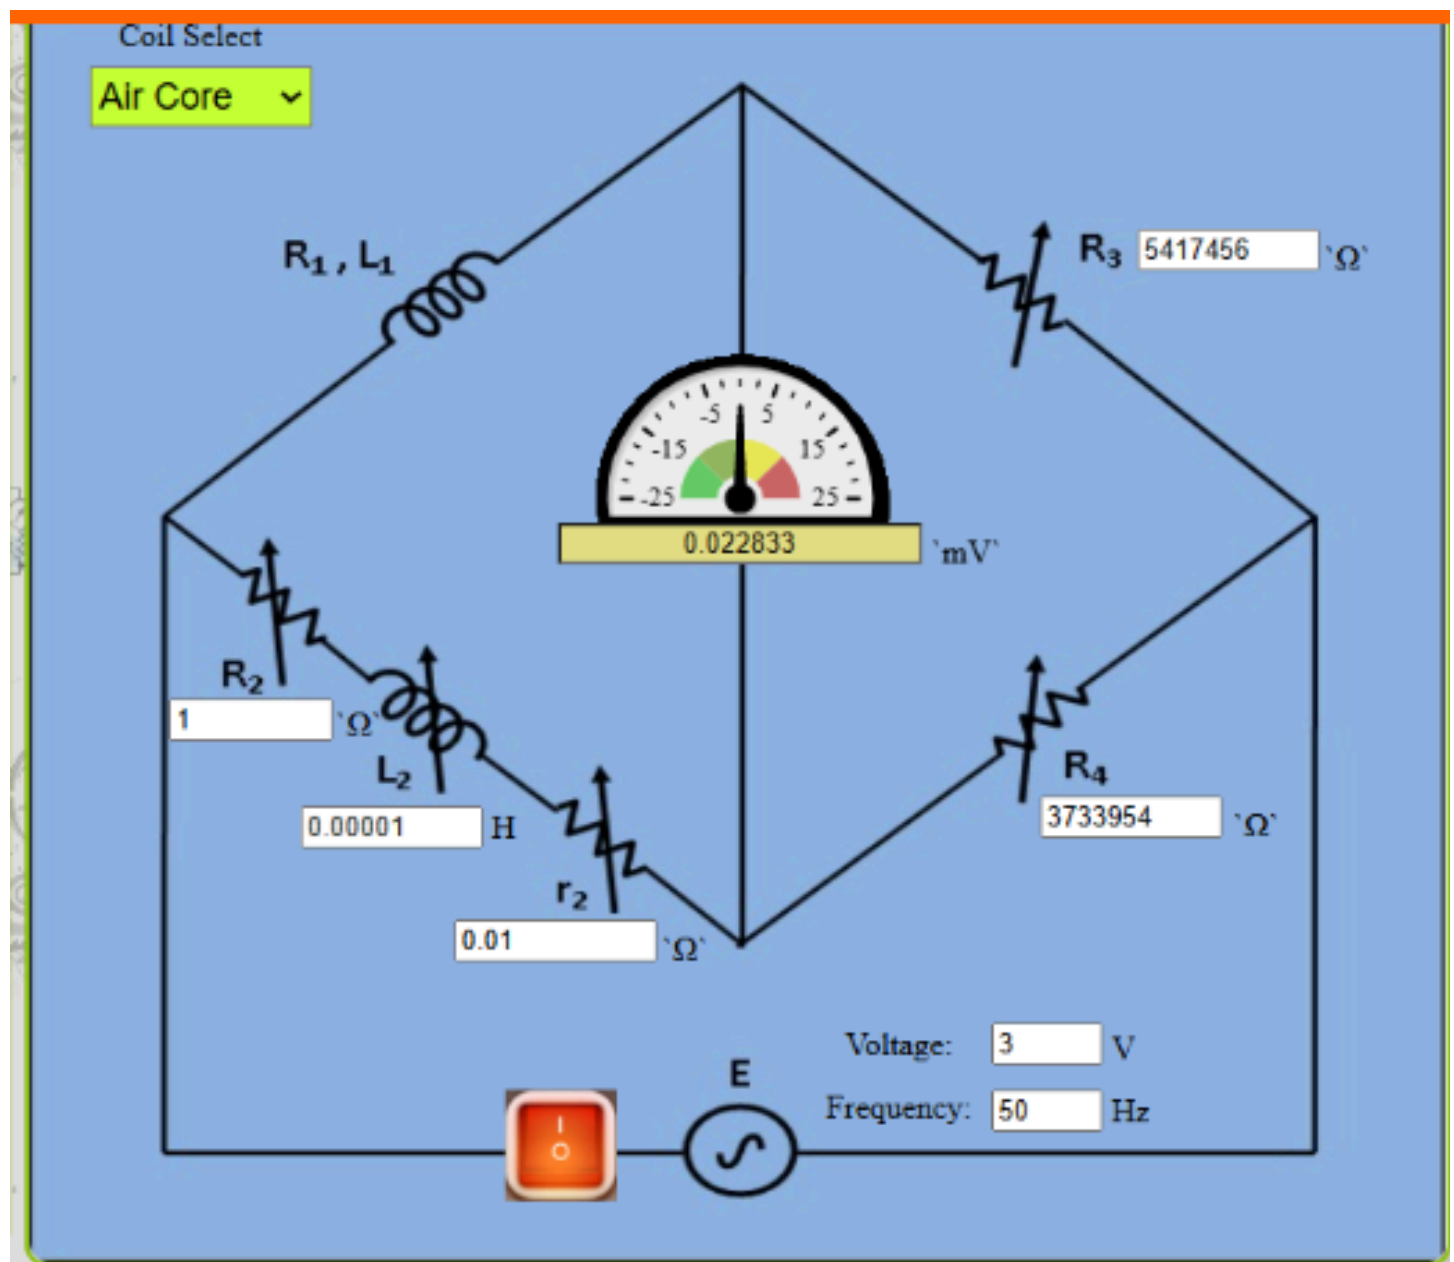 Coil Select
Air Core
R₁ , L₁
R₃ 5417456 `Ω`
-25 -15 -5 5 15 25
0.022833 `mV`
R₂
1 `Ω`
L₂
0.00001 H
r₂
0.01 `Ω`
R₄
3733954 `Ω`
E
Voltage: 3 V
Frequency: 50 Hz
I
O